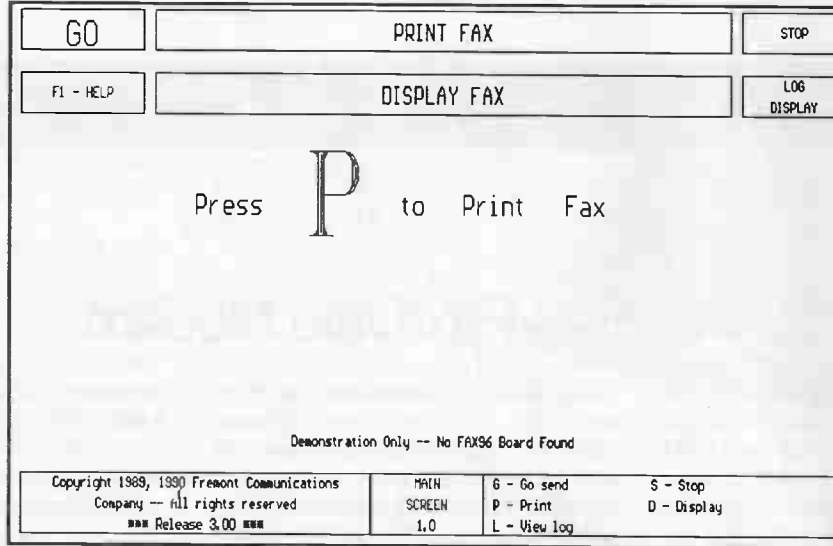 GO
PRINT FAX
STOP
F1 - HELP
DISPLAY FAX
LOG
DISPLAY
Press P to Print Fax
Demonstration Only -- No FAX96 Board Found
Copyright 1989, 1990 Fremont Communications
Company -- All rights reserved
*** Release 3.00 ***
MAIN
SCREEN
1.0
G - Go send
P - Print
L - View log
S - Stop
D - Display